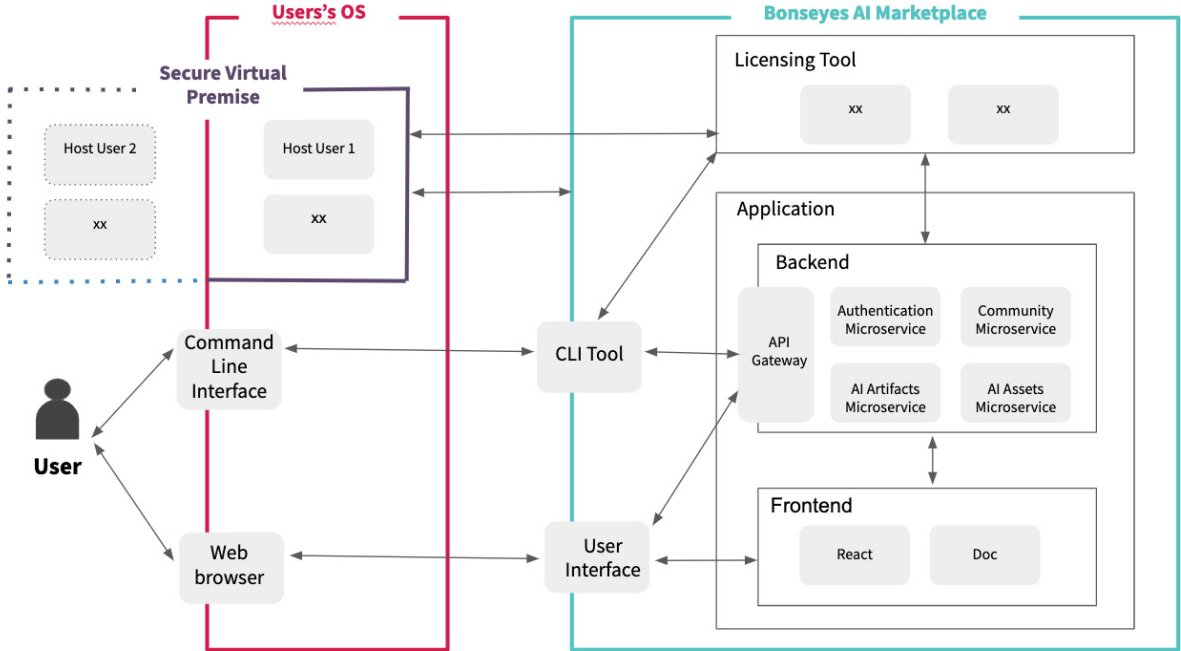 Users's OS
Bonseyes AI Marketplace
Secure Virtual
Premise
Host User 2
xx
Host User 1
xx
Licensing Tool
xx
xx
Application
Backend
API
Gateway
Authentication
Microservice
Community
Microservice
AI Artifacts
Microservice
AI Assets
Microservice
Command
Line
Interface
CLI Tool
User
Web
browser
User
Interface
Frontend
React
Doc